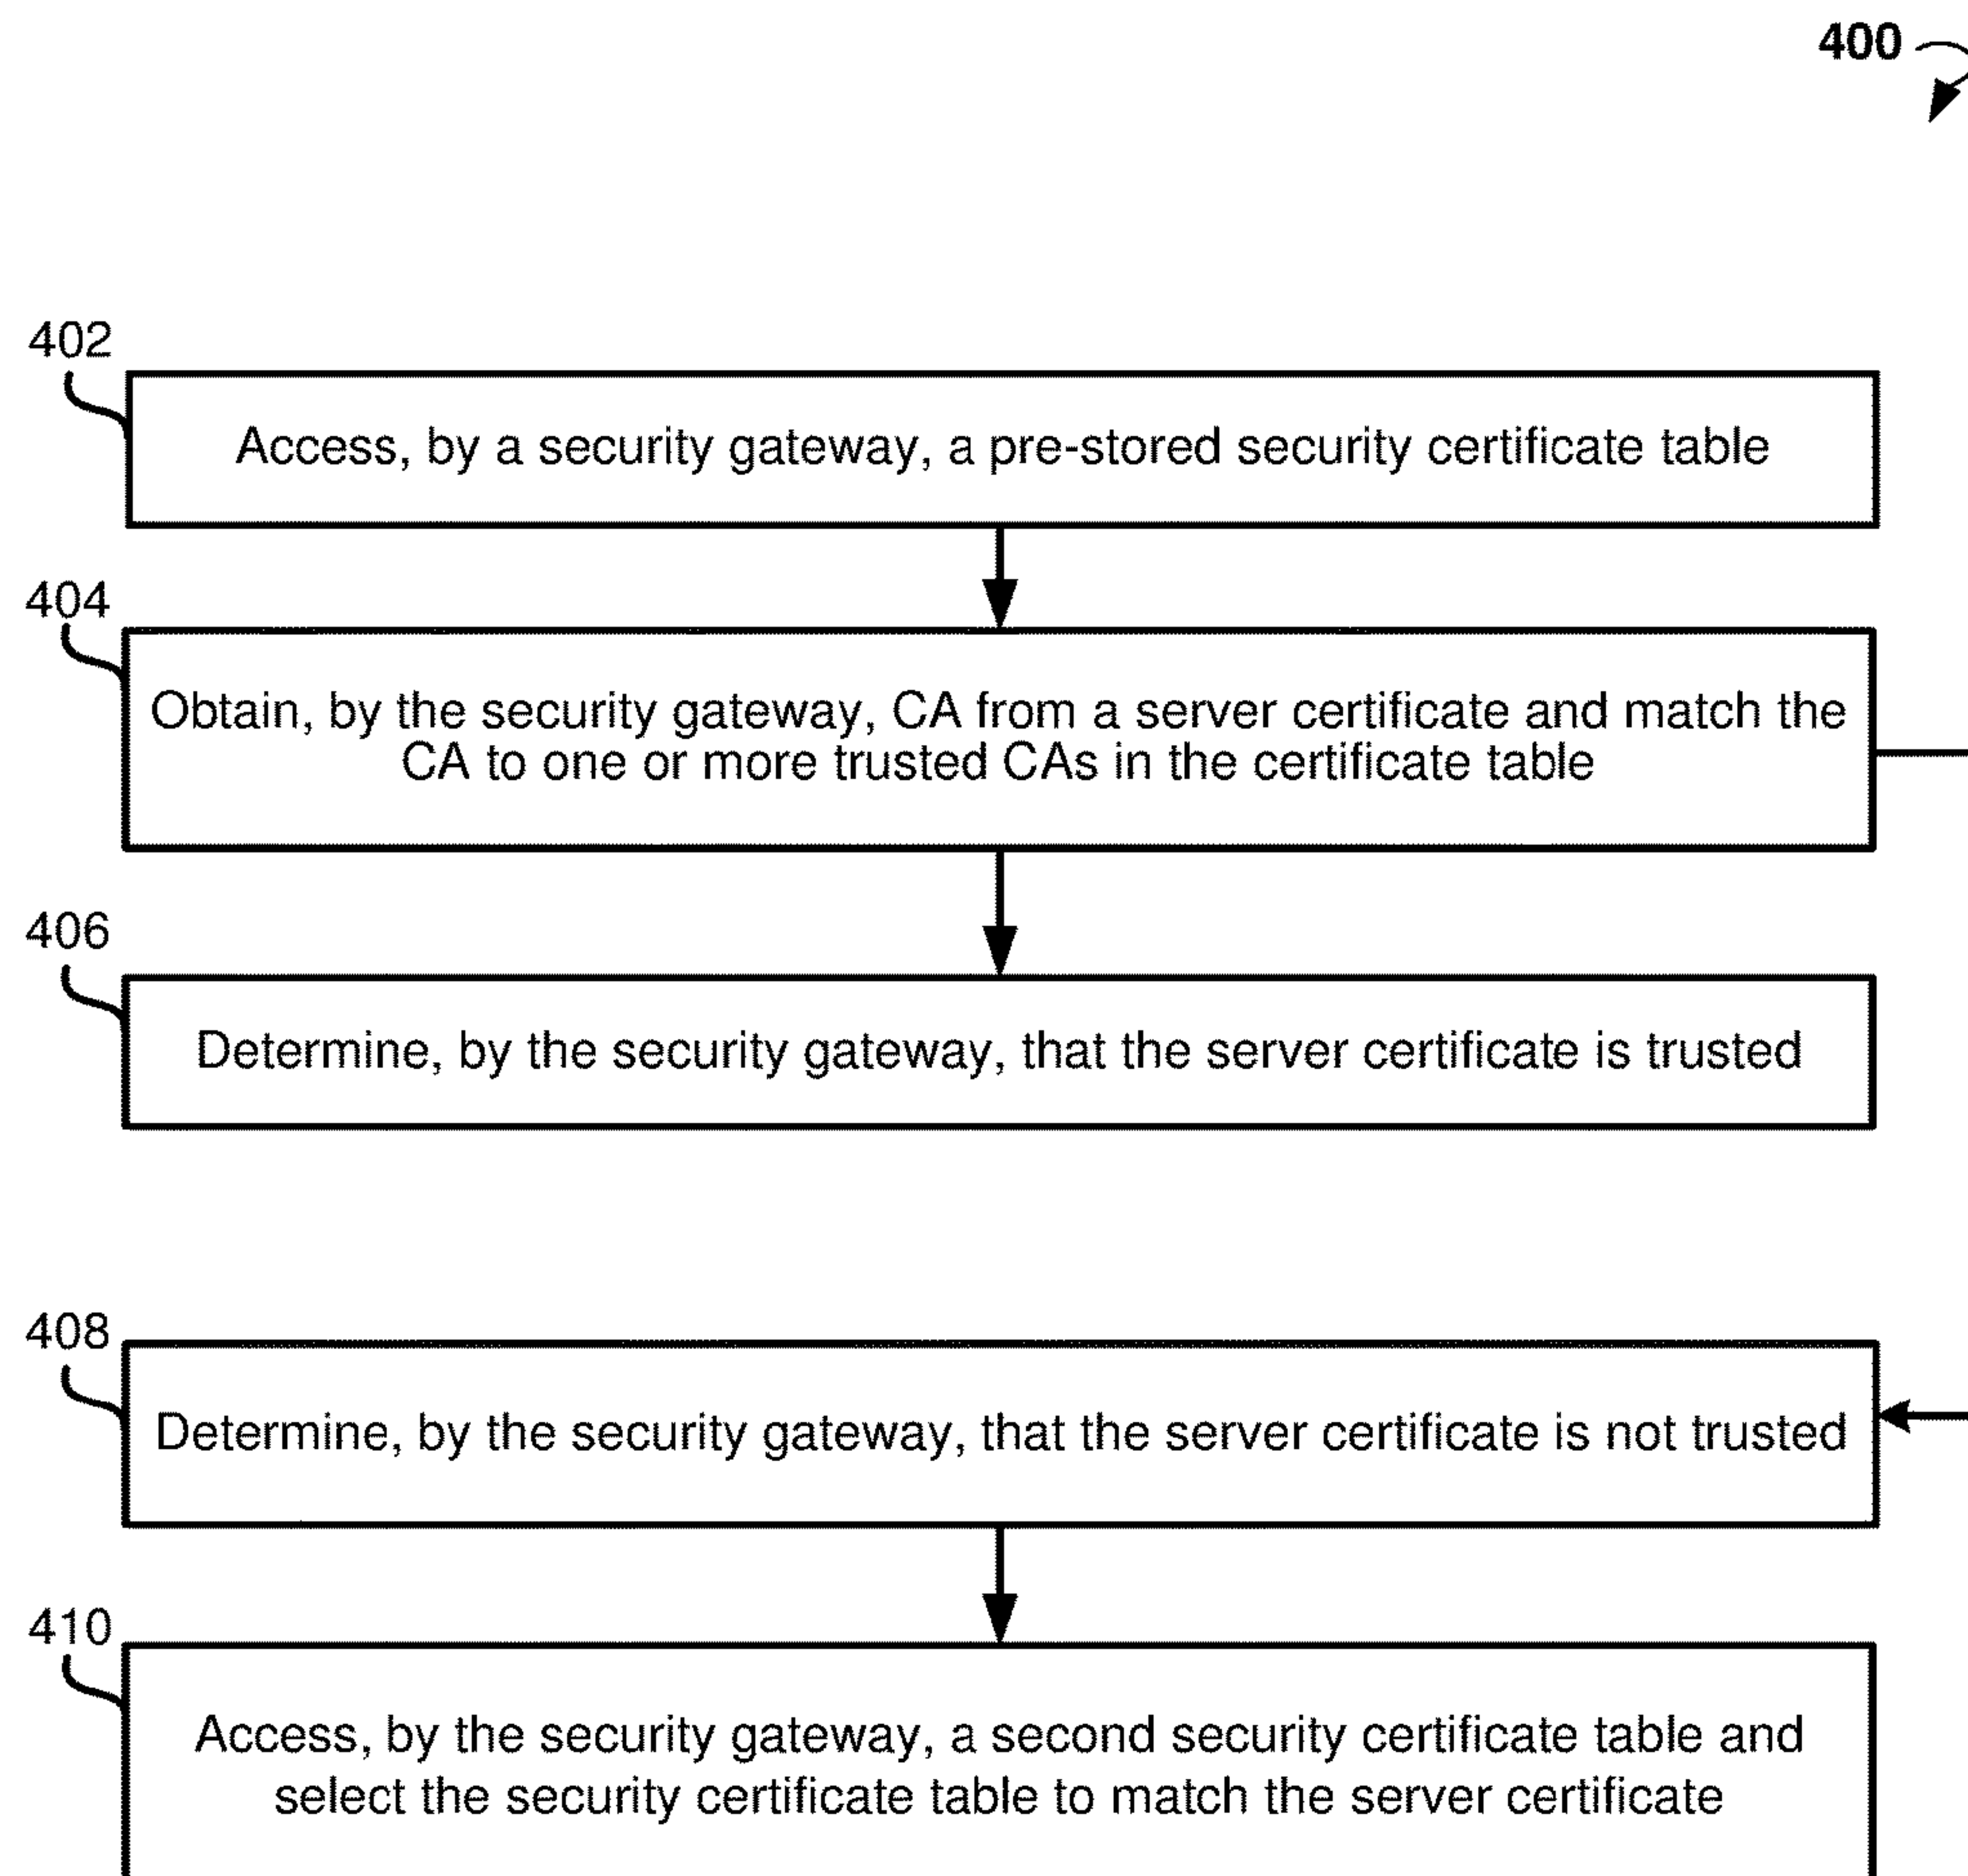 400
402
Access, by a security gateway, a pre-stored security certificate table
404
Obtain, by the security gateway, CA from a server certificate and match the
CA to one or more trusted CAs in the certificate table
406
Determine, by the security gateway, that the server certificate is trusted
408
Determine, by the security gateway, that the server certificate is not trusted
410
Access, by the security gateway, a second security certificate table and
select the security certificate table to match the server certificate